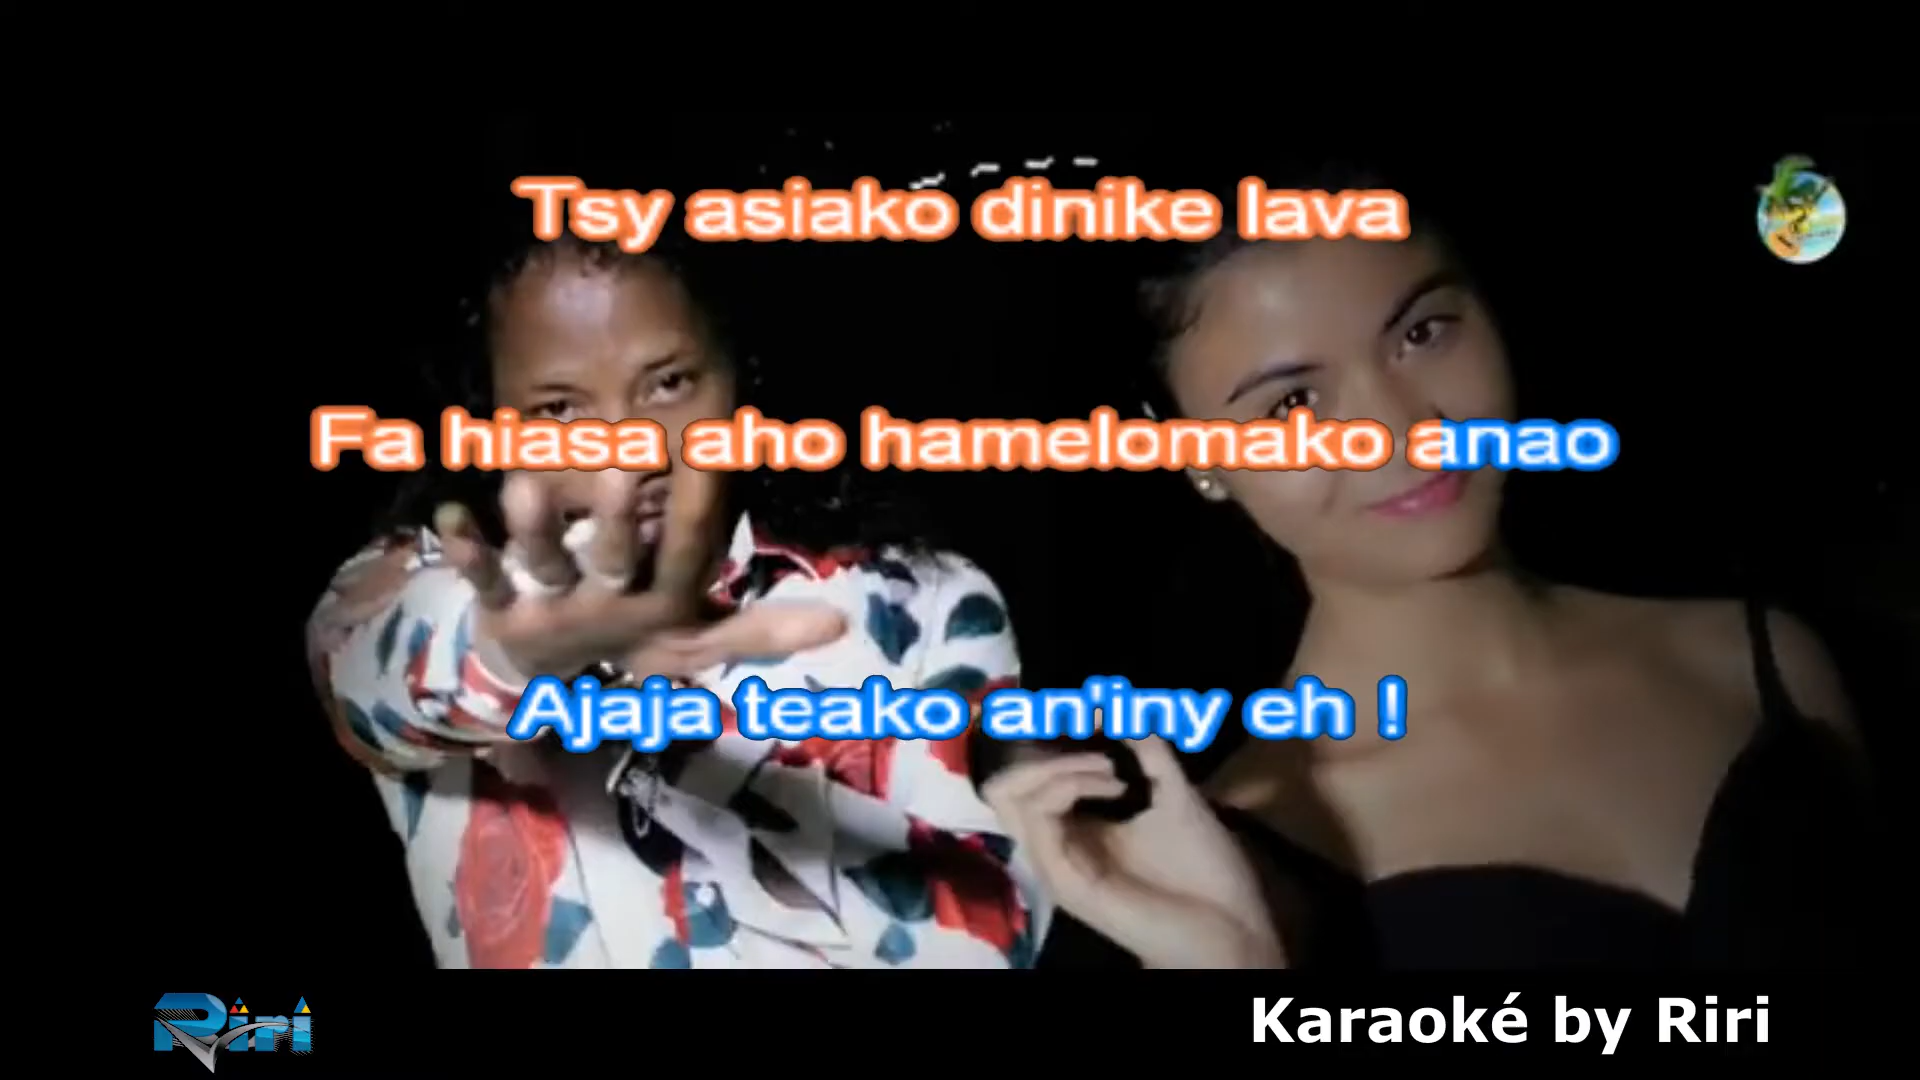 Tsy asiako dinike lava
Fa hiasa aho hamelomako anao
Ajaja teako an'iny eh !
Riri
Karaoké by Riri